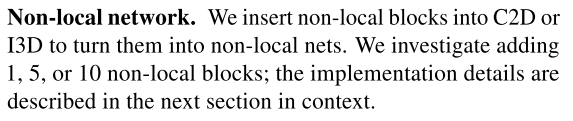 Non-local network. We insert non-local blocks into C2D or
I3D to turn them into non-local nets. We investigate adding
1, 5, or 10 non-local blocks; the implementation details are
described in the next section in context.